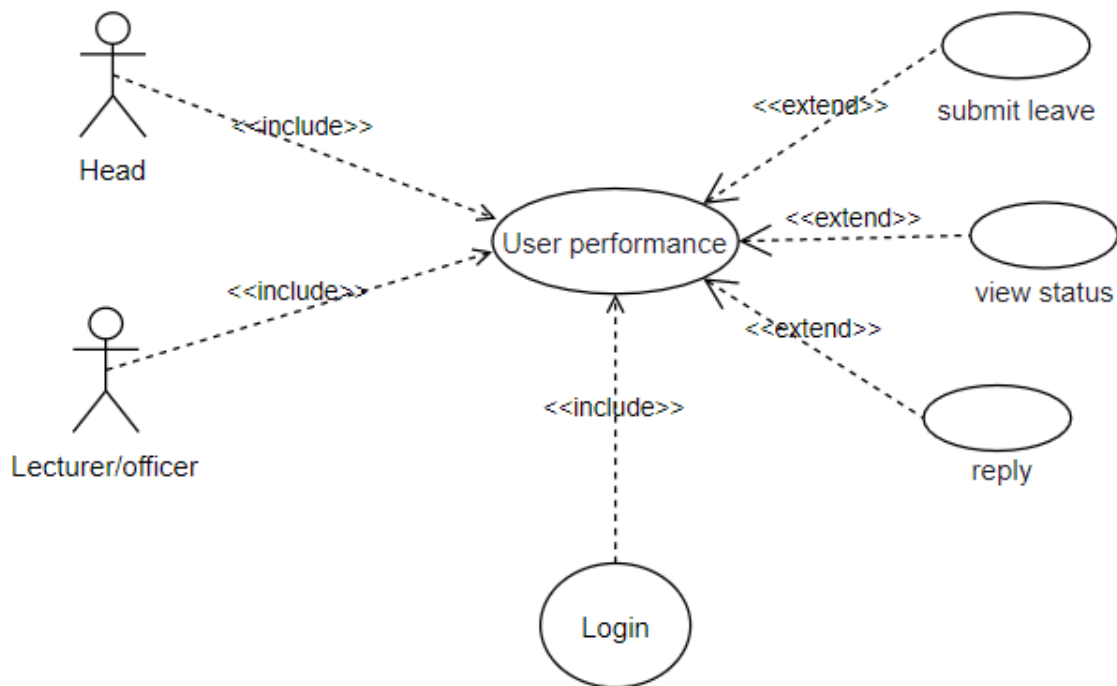 Head
<<include>>
Lecturer/officer
<<include>>
User performance
<<include>>
Login
<<extend>>
submit leave
<<extend>>
view status
<<extend>>
reply